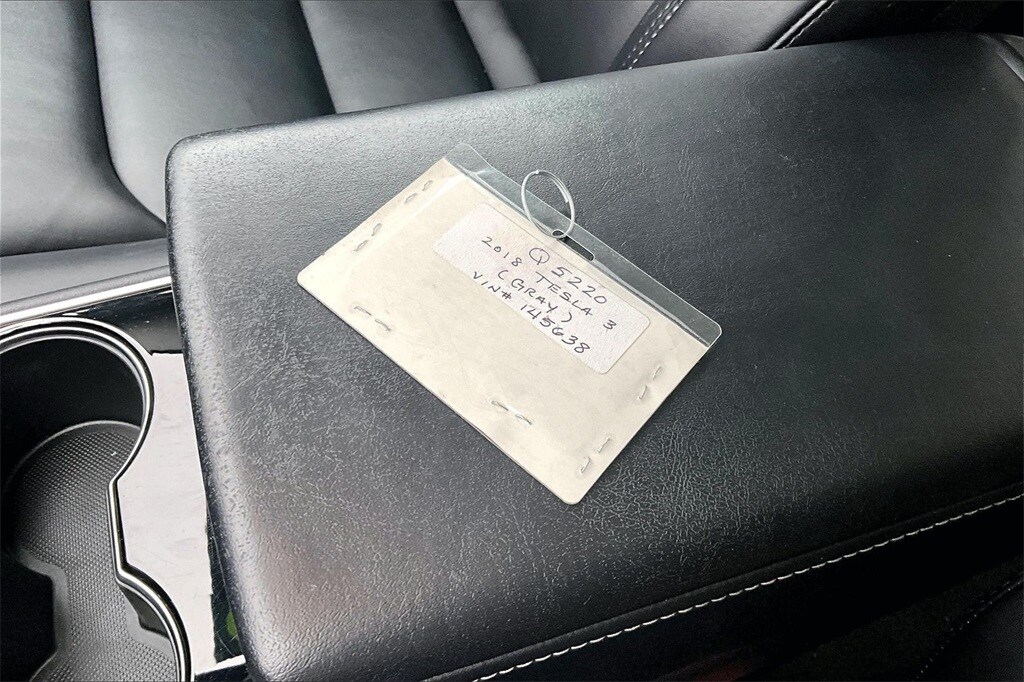 Q5220
2018 TESLA 3
(GRAY)
VIN# 145638